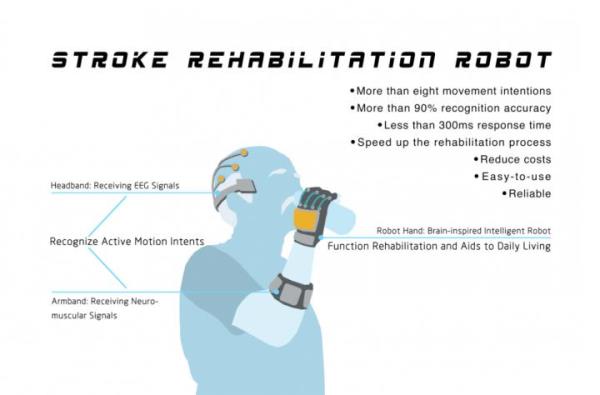 STROKE REHABILITATION ROBOT
•More than eight movement intentions
•More than 90% recognition accuracy
•Less than 300ms response time
•Speed up the rehabilitation process
•Reduce costs
•Easy-to-use
•Reliable
Headband: Receiving EEG Signals
Recognize Active Motion Intents
Armband: Receiving Neuro-
muscular Signals
Robot Hand: Brain-inspired Intelligent Robot
Function Rehabilitation and Aids to Daily Living